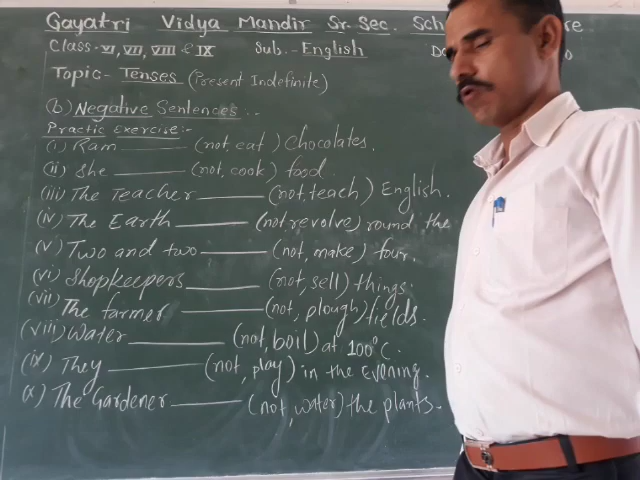 Gayatri Vidya Mandir Sr. Sec. Sch
Class - VI, VII, VIII & IX Sub. - English
Topic - Tenses (Present Indefinite)
(b) Negative Sentences :-
Practic Exercise :-
(i) Ram ______ (not, eat) Chocolates.
(ii) She ______ (not, cook) food.
(iii) The Teacher ______ (not, teach) English.
(iv) The Earth ______ (not, revolve) round the
(v) Two and two ______ (not, make) four.
(vi) Shopkeepers ______ (not, sell) things.
(vii) The farmer ______ (not, plough) fields.
(viii) Water ______ (not, boil) at 100°C.
(ix) They ______ (not, play) in the evening.
(x) The Gardener ______ (not, water) the plants.